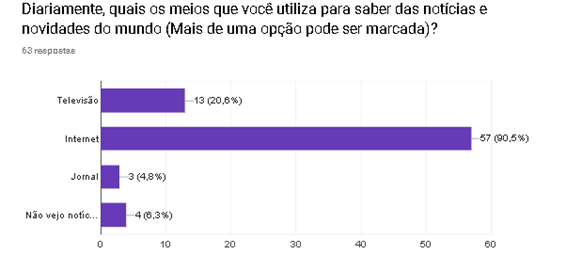 Diariamente, quais os meios que você utiliza para saber das notícias e
novidades do mundo (Mais de uma opção pode ser marcada)?
63 respostas
Televisão 13 (20,6%)
Internet 57 (90,5%)
Jornal 3 (4,8%)
Não vejo notíc... 4 (6,3%)
0 10 20 30 40 50 60